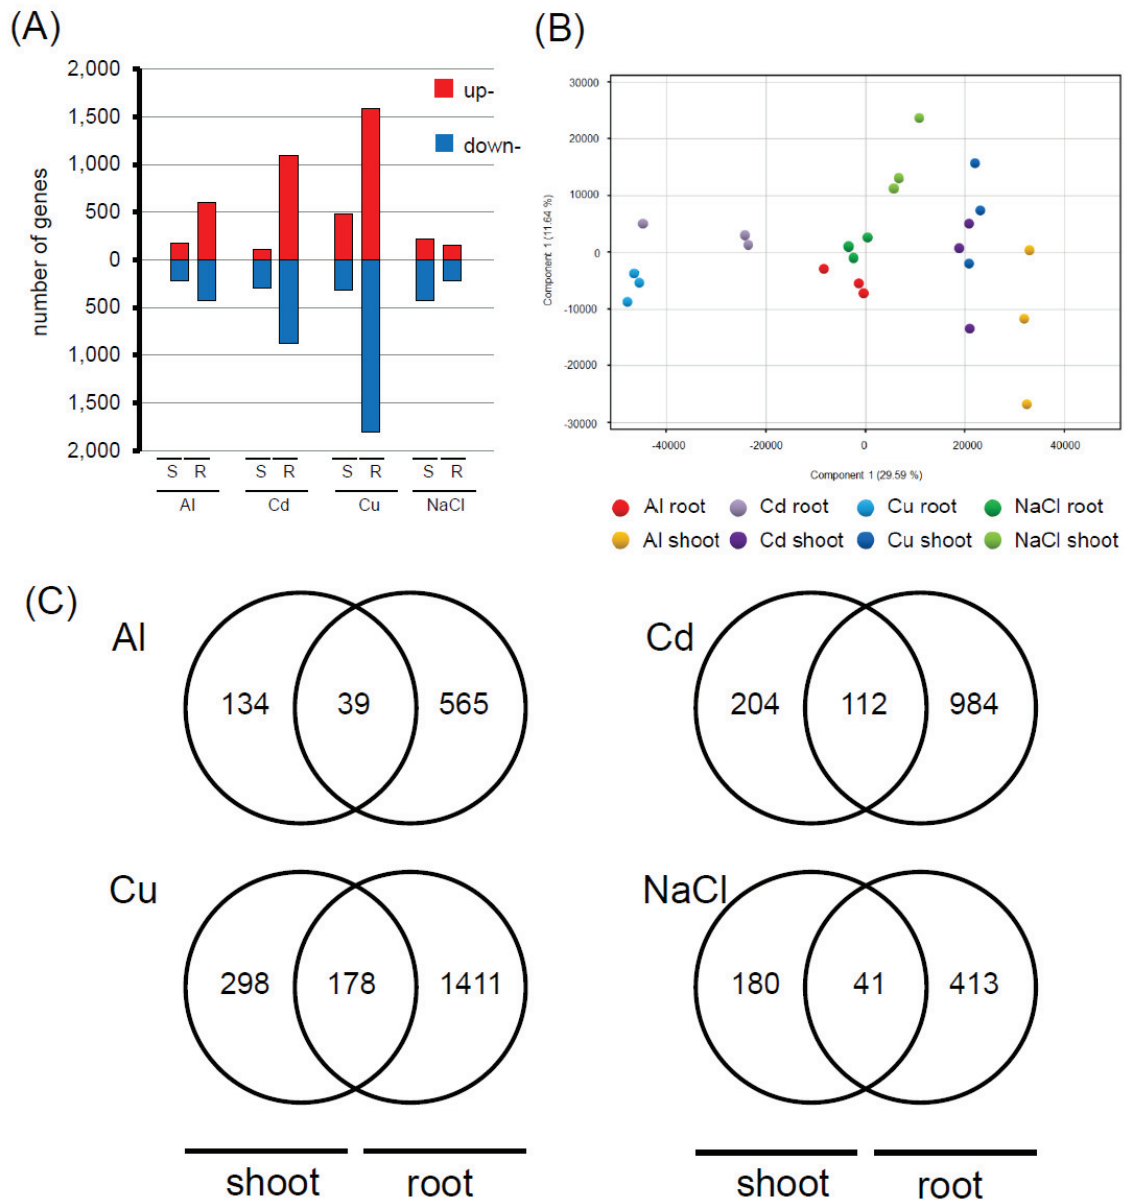 (A)
number of genes
2,000
1,500
1,000
500
0
500
1,000
1,500
2,000
up-
down-
S R S R S R S R
Al Cd Cu NaCl
(B)
Component 1 (11.64 %)
30000
20000
10000
0
-10000
-20000
-30000
-40000 -20000 0 20000 40000
Component 1 (29.59 %)
Al root Cd root Cu root NaCl root
Al shoot Cd shoot Cu shoot NaCl shoot
(C)
Al
134 39 565
Cd
204 112 984
Cu
298 178 1411
NaCl
180 41 413
shoot root
shoot root